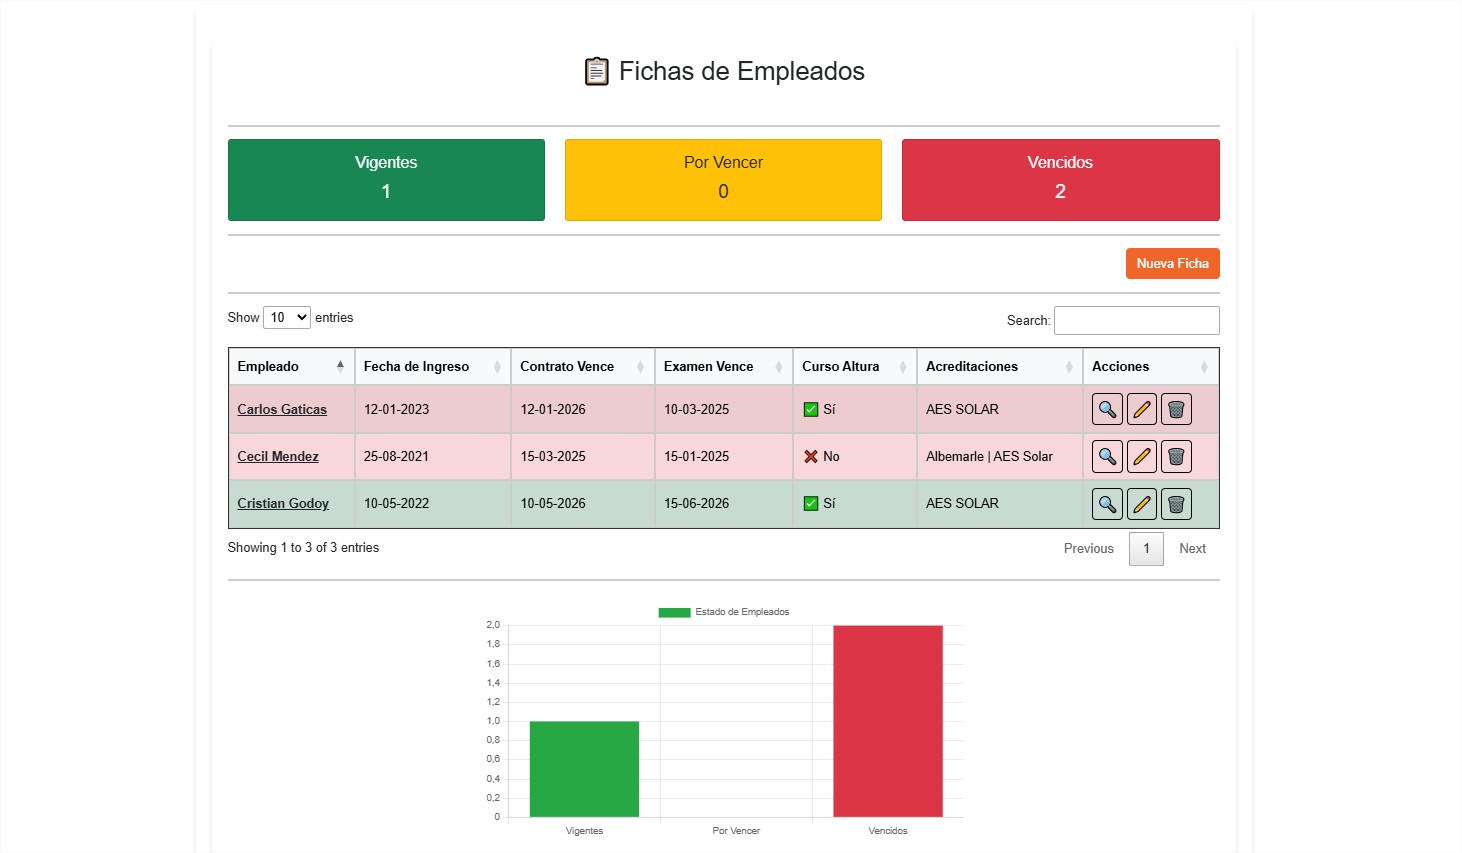 Fichas de Empleados
Vigentes
1
Por Vencer
0
Vencidos
2
Nueva Ficha
Show 10 entries
Search:
Empleado Fecha de Ingreso Contrato Vence Examen Vence Curso Altura Acreditaciones Acciones
Carlos Gaticas 12-01-2023 12-01-2026 10-03-2025 Sí AES SOLAR
Cecil Mendez 25-08-2021 15-03-2025 15-01-2025 No Albemarle | AES Solar
Cristian Godoy 10-05-2022 10-05-2026 15-06-2026 Sí AES SOLAR
Showing 1 to 3 of 3 entries
Previous 1 Next
Estado de Empleados
2,0
1,8
1,6
1,4
1,2
1,0
0,8
0,6
0,4
0,2
0
Vigentes Por Vencer Vencidos